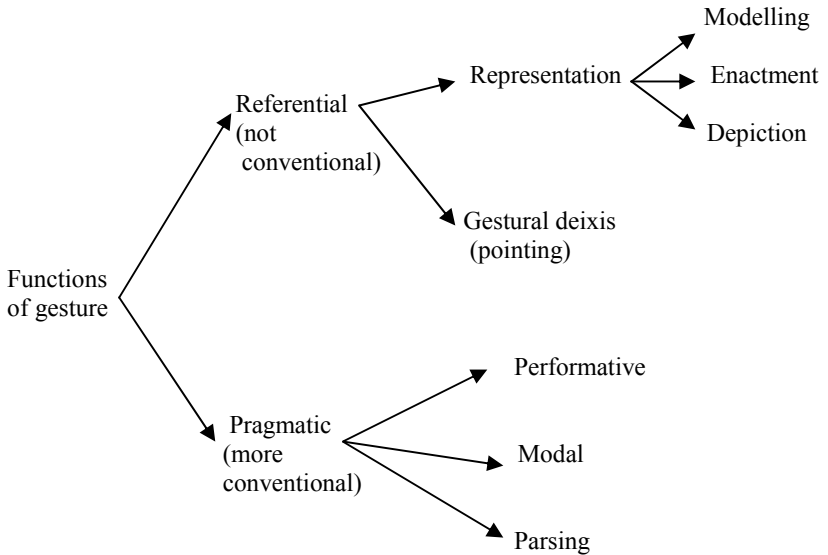 Modelling
Representation
Enactment
Referential
(not
conventional)
Depiction
Gestural deixis
(pointing)
Functions
of gesture
Performative
Pragmatic
(more
conventional)
Modal
Parsing